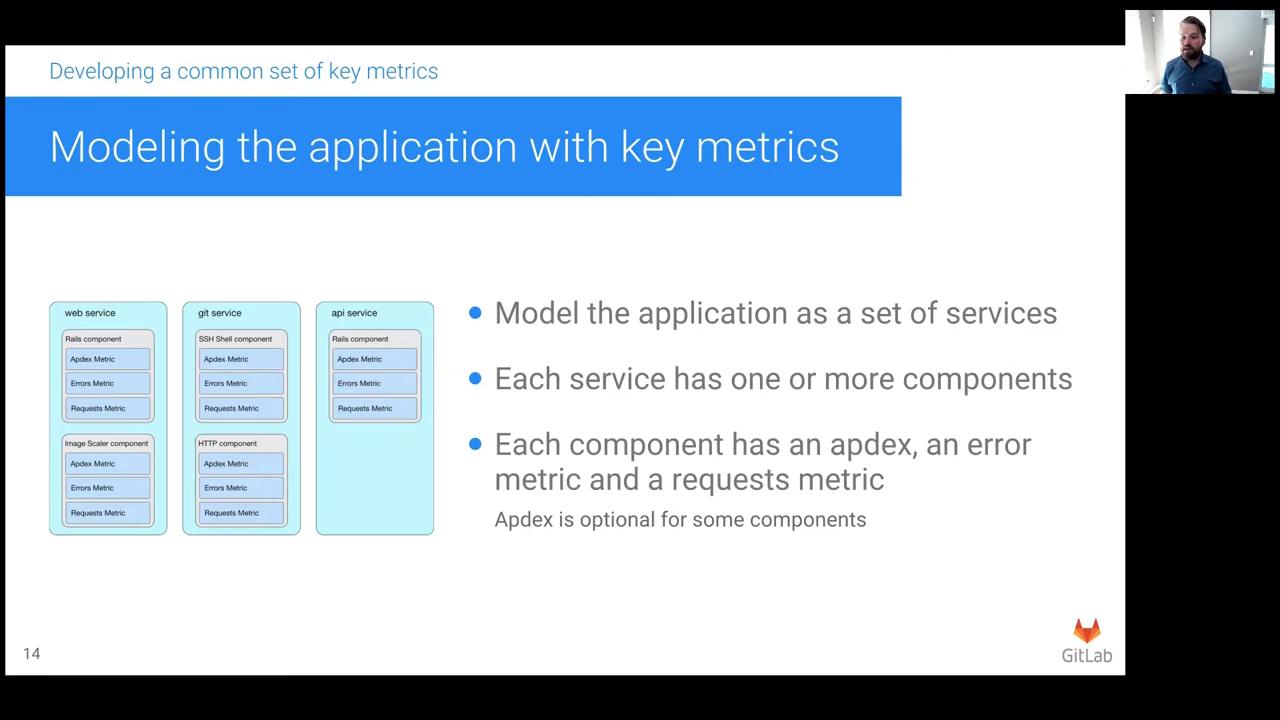 Developing a common set of key metrics
Modeling the application with key metrics
web service
Rails component
Apdex Metric
Errors Metric
Requests Metric
Image Scaler component
Apdex Metric
Errors Metric
Requests Metric
git service
SSH Shell component
Apdex Metric
Errors Metric
Requests Metric
HTTP component
Apdex Metric
Errors Metric
Requests Metric
api service
Rails component
Apdex Metric
Errors Metric
Requests Metric
Model the application as a set of services
Each service has one or more components
Each component has an apdex, an error
metric and a requests metric
Apdex is optional for some components
14
GitLab